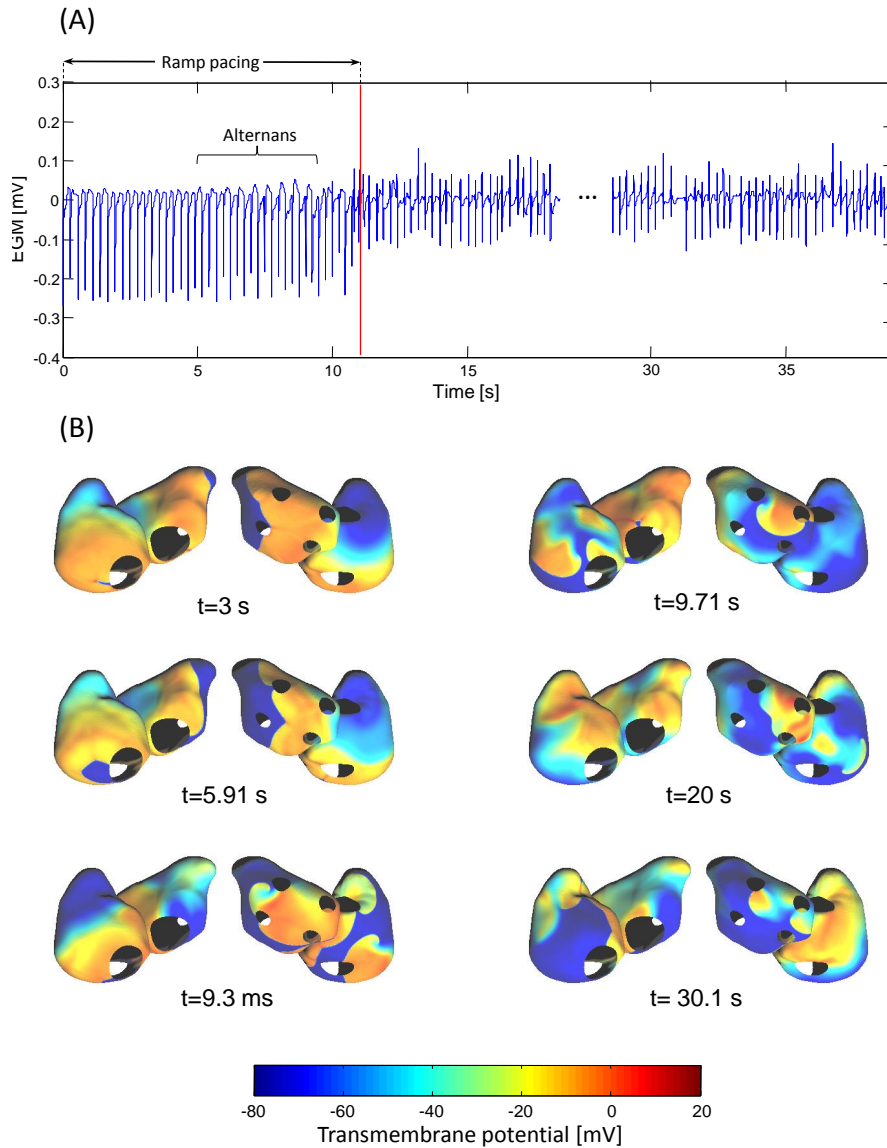 (A)
Ramp pacing
0.3
0.2
Alternans
0.1
0
...
-0.1
-0.2
-0.3
-0.4
EGM [mV]
0 5 10 15 30 35
Time [s]
(B)
t=3 s
t=9.71 s
t=5.91 s
t=20 s
t=9.3 ms
t= 30.1 s
-80 -60 -40 -20 0 20
Transmembrane potential [mV]